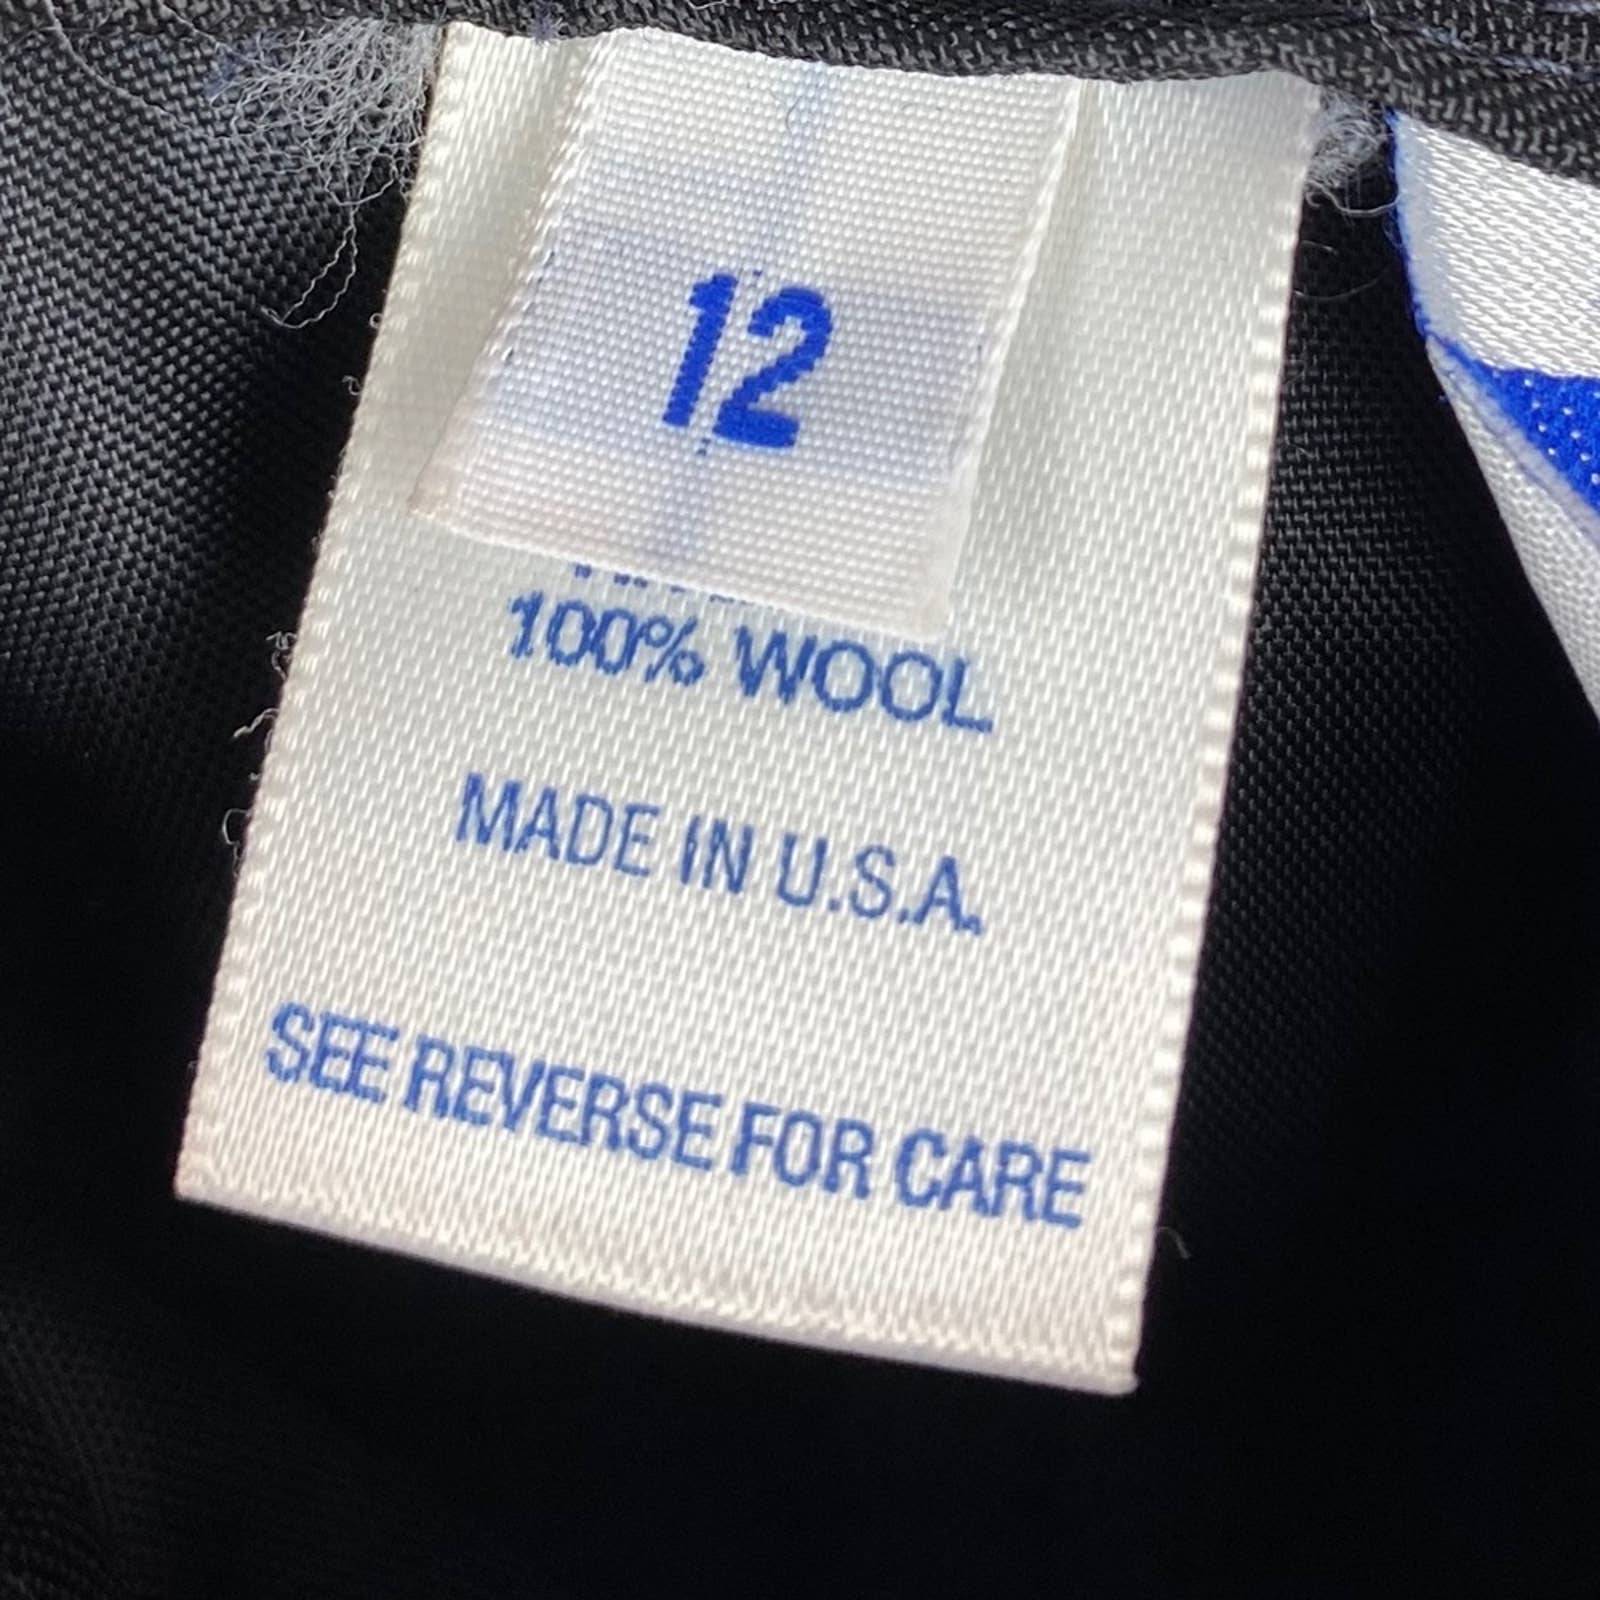 12
100% WOOL
MADE IN U.S.A.
SEE REVERSE FOR CARE